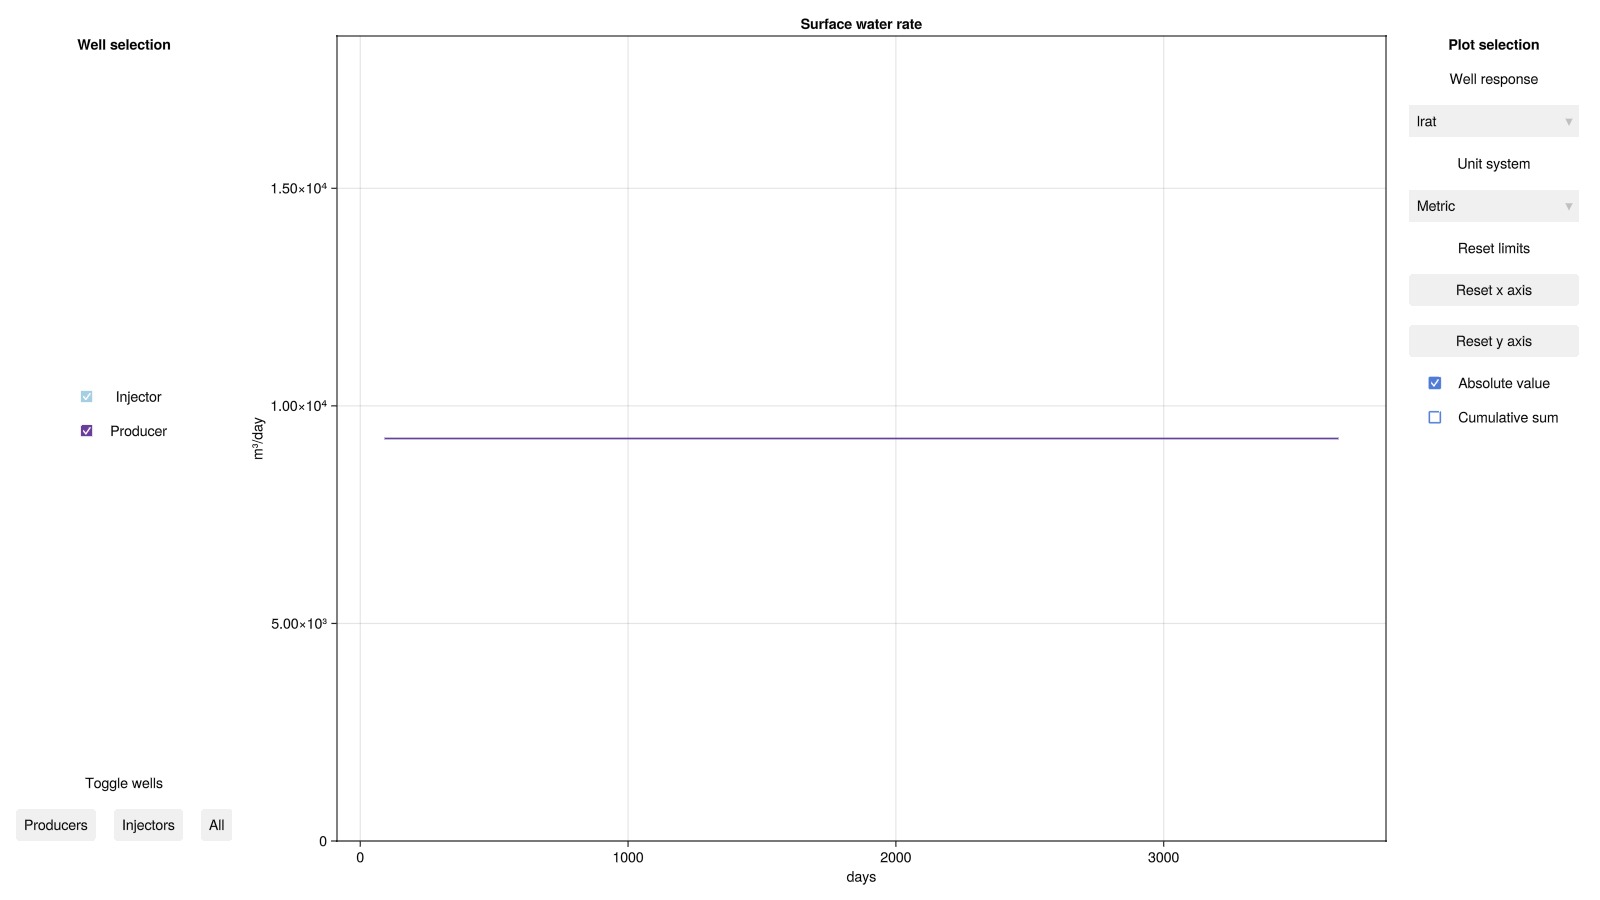 Surface water rate
Well selection
Injector
Producer
Toggle wells
Producers
Injectors
All
m³/day
1.50×10⁴
1.00×10⁴
5.00×10³
0
0
1000
2000
3000
days
Plot selection
Well response
lrat
Unit system
Metric
Reset limits
Reset x axis
Reset y axis
Absolute value
Cumulative sum